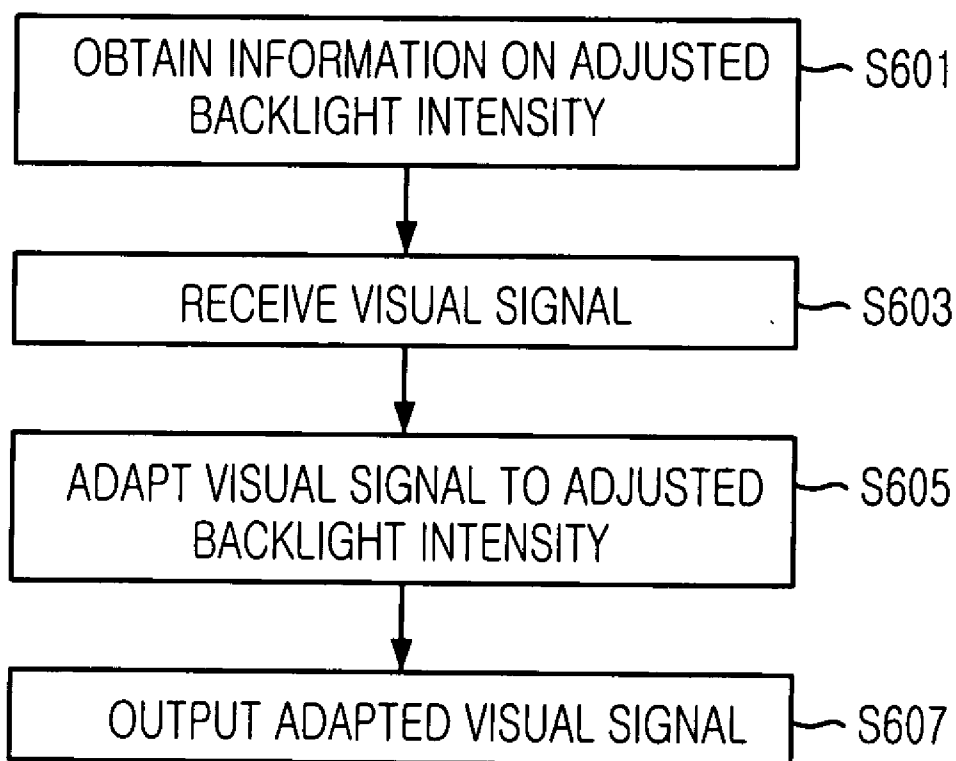 OBTAIN INFORMATION ON ADJUSTED
BACKLIGHT INTENSITY
S601
RECEIVE VISUAL SIGNAL
S603
ADAPT VISUAL SIGNAL TO ADJUSTED
BACKLIGHT INTENSITY
S605
OUTPUT ADAPTED VISUAL SIGNAL
S607